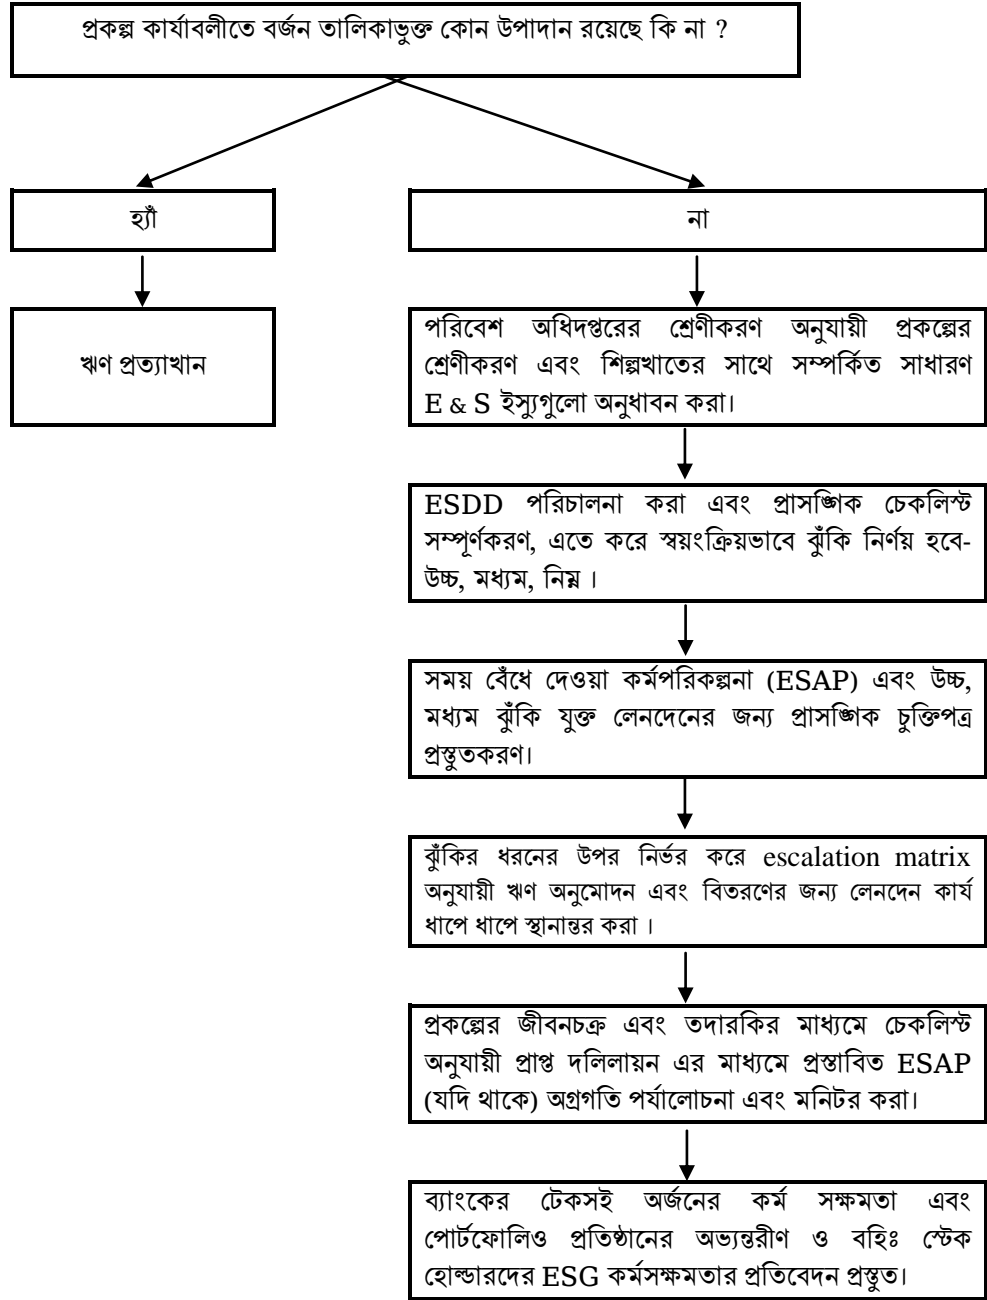 প্রকল্প কার্যাবলীতে বর্জন তালিকাভুক্ত কোন উপাদান রয়েছে কি না ?
হ্যাঁ
না
ঋণ প্রত্যাখান
পরিবেশ অধিদপ্তরের শ্রেণীকরণ অনুযায়ী প্রকল্পের
শ্রেণীকরণ এবং শিল্পখাতের সাথে সম্পর্কিত সাধারণ
E & S ইস্যুগুলো অনুধাবন করা।
ESDD পরিচালনা করা এবং প্রাসঙ্গিক চেকলিস্ট
সম্পূর্ণকরণ, এতে করে স্বয়ংক্রিয়ভাবে ঝুঁকি নির্ণয় হবে-
উচ্চ, মধ্যম, নিম্ন ।
সময় বেঁধে দেওয়া কর্মপরিকল্পনা (ESAP) এবং উচ্চ,
মধ্যম ঝুঁকি যুক্ত লেনদেনের জন্য প্রাসঙ্গিক চুক্তিপত্র
প্রস্তুতকরণ।
ঝুঁকির ধরনের উপর নির্ভর করে escalation matrix
অনুযায়ী ঋণ অনুমোদন এবং বিতরণের জন্য লেনদেন কার্য
ধাপে ধাপে স্থানান্তর করা ।
প্রকল্পের জীবনচক্র এবং তদারকির মাধ্যমে চেকলিস্ট
অনুযায়ী প্রাপ্ত দলিলায়ন এর মাধ্যমে প্রস্তাবিত ESAP
(যদি থাকে) অগ্রগতি পর্যালোচনা এবং মনিটর করা।
ব্যাংকের টেকসই অর্জনের কর্ম সক্ষমতা এবং
পোর্টফোলিও প্রতিষ্ঠানের অভ্যন্তরীণ ও বহিঃ স্টেক
হোল্ডারদের ESG কর্মসক্ষমতার প্রতিবেদন প্রস্তুত।